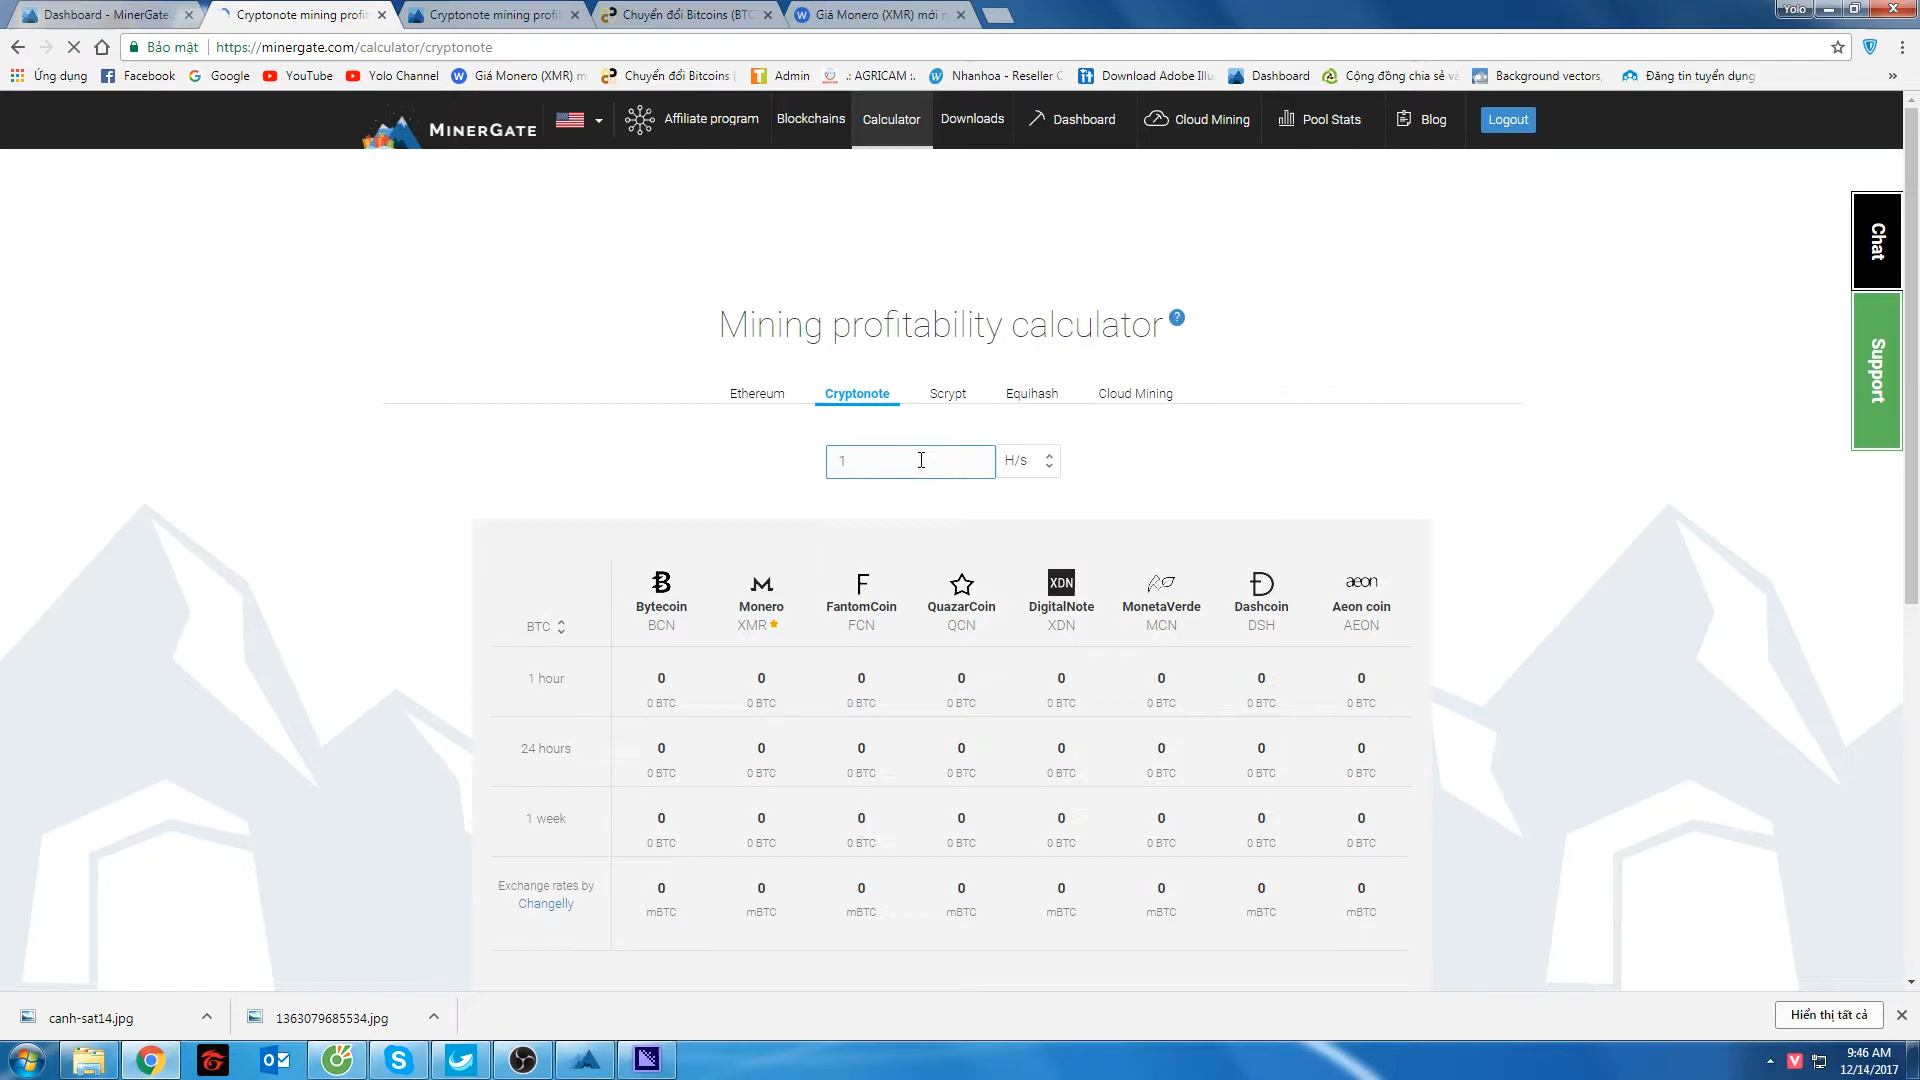 Dashboard - MinerGate
Cryptonote mining profi
Cryptonote mining profi
Chuyển đổi Bitcoins (BTC
Giá Monero (XMR) mới n
Yolo
Bảo mật
https://minergate.com/calculator/cryptonote
Ứng dụng
Facebook
Google
YouTube
Yolo Channel
Giá Monero (XMR) m
Chuyển đổi Bitcoins (
Admin
.: AGRICAM :.
Nhanhoa - Reseller C
Download Adobe Illu
Dashboard
Cộng đồng chia sẻ và
Background vectors,
Đăng tin tuyển dụng
»
MINERGATE
Affiliate program
Blockchains
Calculator
Downloads
Dashboard
Cloud Mining
Pool Stats
Blog
Logout
Chat
Support
Mining profitability calculator ?
Ethereum
Cryptonote
Scrypt
Equihash
Cloud Mining
1
H/s
XDN
aeon
Bytecoin Monero FantomCoin QuazarCoin DigitalNote MonetaVerde Dashcoin Aeon coin
BTC BCN XMR FCN QCN XDN MCN DSH AEON
1 hour 0 0 0 0 0 0 0 0
0 BTC 0 BTC 0 BTC 0 BTC 0 BTC 0 BTC 0 BTC 0 BTC
24 hours 0 0 0 0 0 0 0 0
0 BTC 0 BTC 0 BTC 0 BTC 0 BTC 0 BTC 0 BTC 0 BTC
1 week 0 0 0 0 0 0 0 0
0 BTC 0 BTC 0 BTC 0 BTC 0 BTC 0 BTC 0 BTC 0 BTC
Exchange rates by 0 0 0 0 0 0 0 0
Changelly mBTC mBTC mBTC mBTC mBTC mBTC mBTC mBTC
canh-sat14.jpg
1363079685534.jpg
Hiển thị tất cả
9:46 AM
12/14/2017